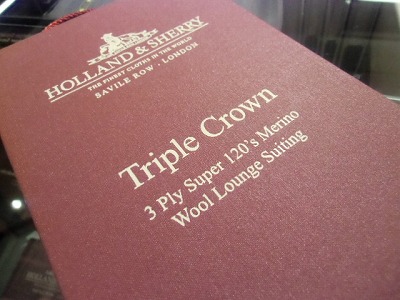 HOLLAND & SHERRY
THE FINEST CLOTHS IN THE WORLD
SAVILE ROW · LONDON
Triple Crown
3 Ply Super 120's Merino
Wool Lounge Suiting